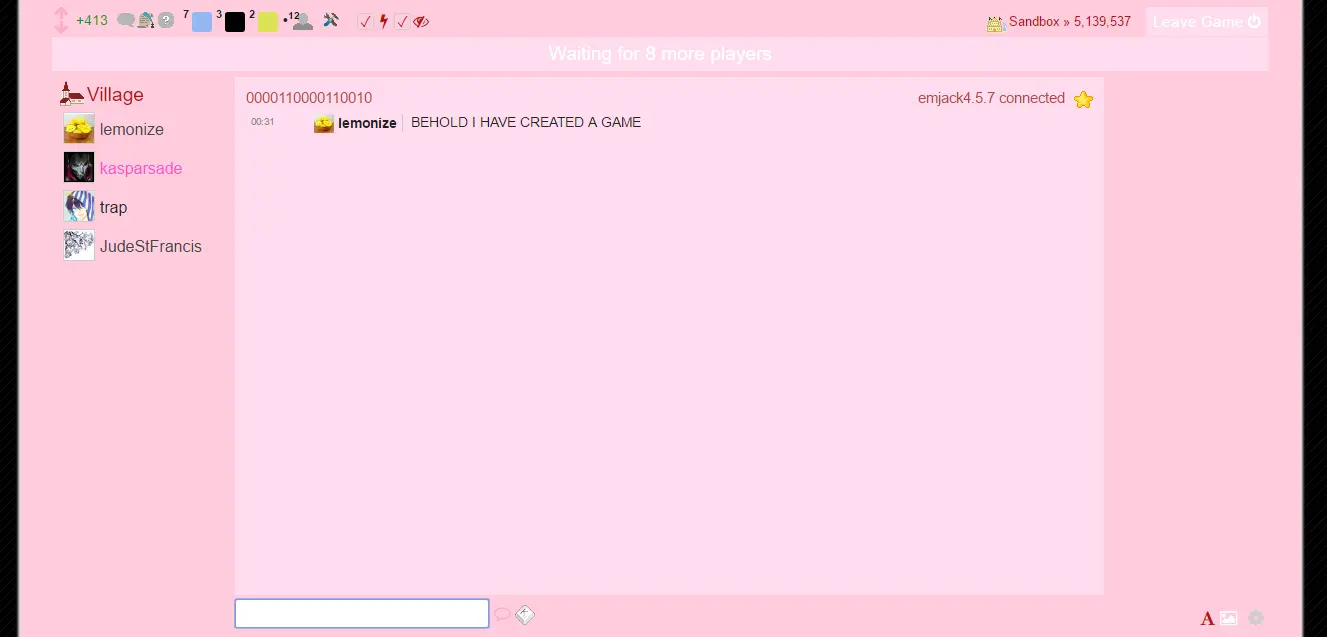 +413 7 3 2 •12 Sandbox » 5,139,537 Leave Game
Waiting for 8 more players
Village
0000110000110010 emjack4.5.7 connected
00:31 lemonize BEHOLD I HAVE CREATED A GAME
lemonize
kasparsade
trap
JudeStFrancis
A